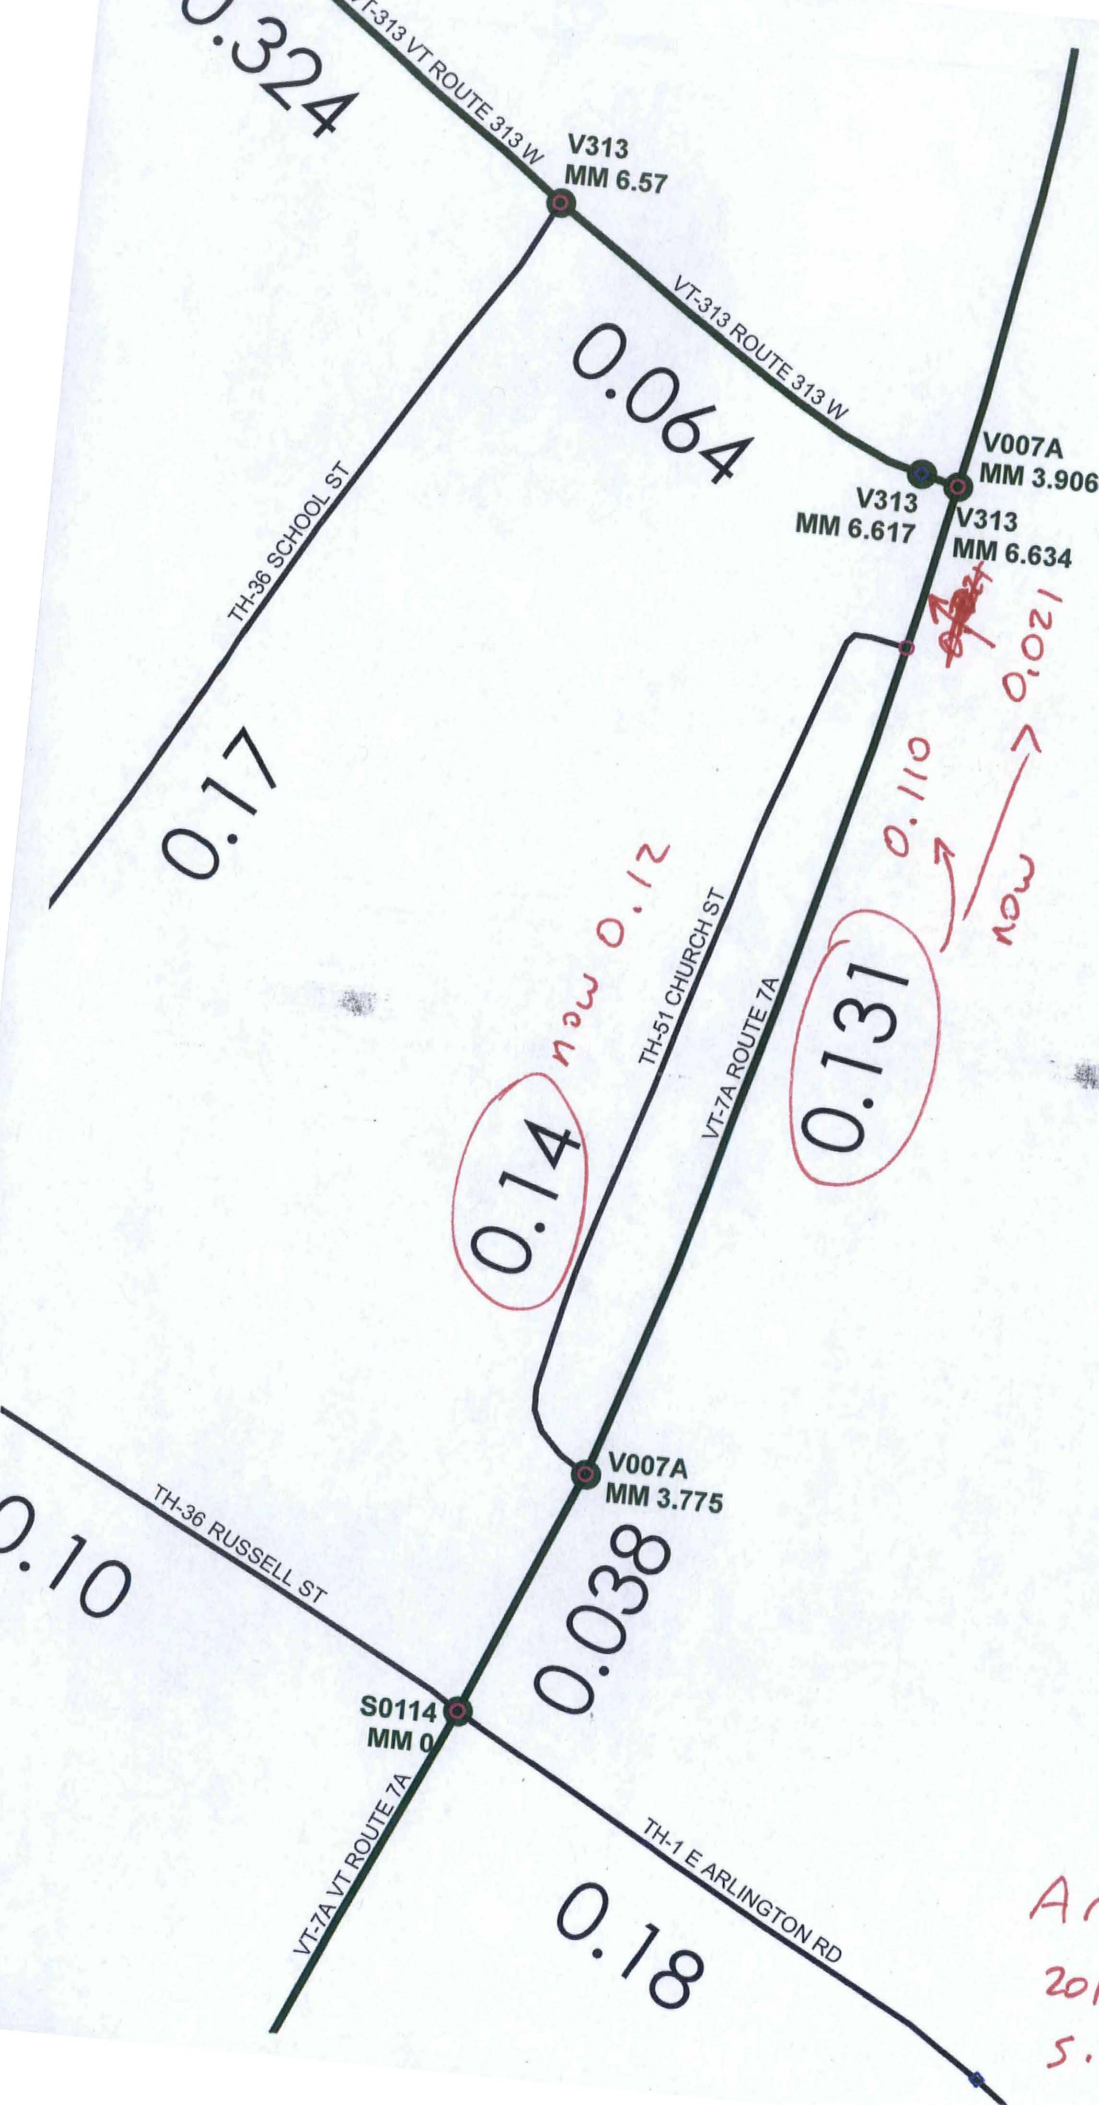 0.324
VT-313 VT ROUTE 313 W
V313
MM 6.57
VT-313 ROUTE 313 W
0.064
V007A
MM 3.906
V313
MM 6.617
V313
MM 6.634
TH-36 SCHOOL ST
0.17
0.021
0.110
now
now 0.12
TH-51 CHURCH ST
VT-7A ROUTE 7A
0.131
0.14
V007A
MM 3.775
TH-36 RUSSELL ST
0.10
0.038
S0114
MM 0
VT-7A VT ROUTE 7A
TH-1 E ARLINGTON RD
0.18
S.